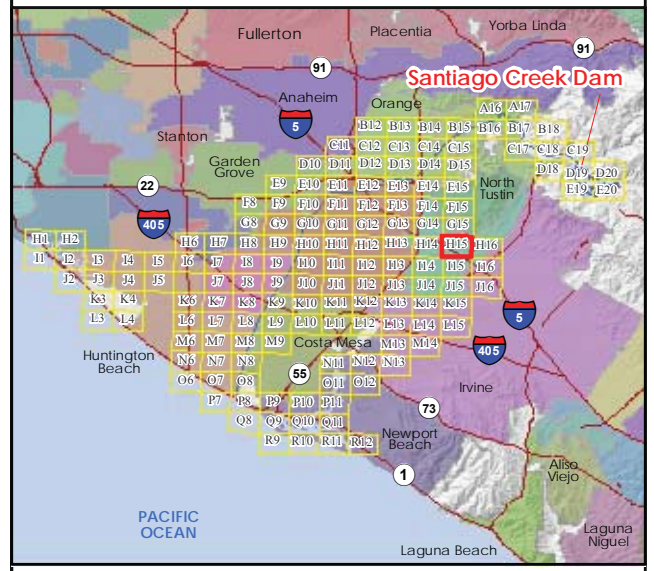 Yorba Linda
Fullerton
Placentia
91
91
Santiago Creek Dam
Anaheim
Orange
A16 A17
5
B12 B13 B14 B15 B16 B17 B18
Stanton
C11 C12 C13 C14 C15 C17 C18 C19
Garden
Grove
D10 D11 D12 D13 D14 D15 D18 D19 D20
22
E9 E10 E11 E12 E13 E14 E15 E19 E20
North
Tustin
F8 F9 F10 F11 F12 F13 F14 F15
405
G8 G9 G10 G11 G12 G13 G14 G15
H1 H2 H6 H7 H8 H9 H10 H11 H12 H13 H14 H15 H16
I1 I2 I3 I4 I5 I6 I7 I8 I9 I10 I11 I12 I13 I14 I15 I16
J2 J3 J4 J5 J7 J8 J9 J10 J11 J12 J13 J14 J15 J16
K3 K4 K6 K7 K8 K9 K10 K11 K12 K13 K14 K15
5
L3 L4 L6 L7 L8 L9 L10 L11 L12 L13 L14 L15
M6 M7 M8 M9 Costa Mesa M13 M14
405
Huntington
Beach
N6 N7 N8 N11 N12 N13
55
O6 O7 O8 O11 O12
Irvine
P7 P8 P9 P10 P11
73
Q8 Q9 Q10 Q11
Newport
Beach
R9 R10 R11 R12
1
Aliso
Viejo
PACIFIC
OCEAN
Laguna
Niguel
Laguna Beach